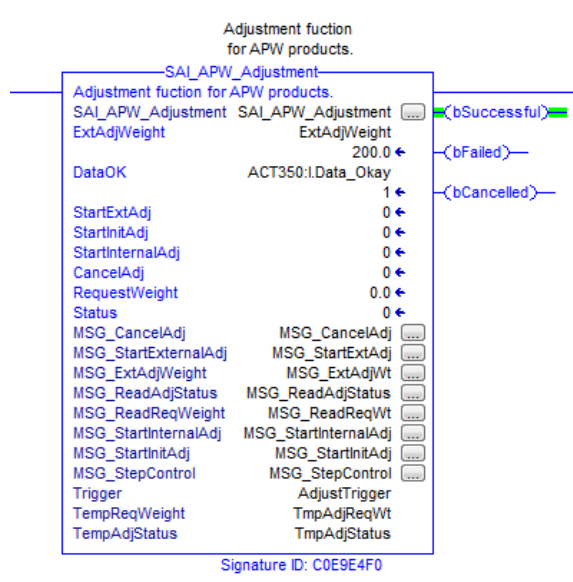 Adjustment fuction
for APW products.
SAI_APW_Adjustment
Adjustment fuction for APW products.
SAI_APW_Adjustment SAI_APW_Adjustment ... (bSuccessful)
ExtAdjWeight ExtAdjWeight
200.0 (bFailed)
DataOK ACT350:I.Data_Okay
1 (bCancelled)
StartExtAdj 0
StartInitAdj 0
StartInternalAdj 0
CancelAdj 0
RequestWeight 0.0
Status 0
MSG_CancelAdj MSG_CancelAdj ...
MSG_StartExternalAdj MSG_StartExtAdj ...
MSG_ExtAdjWeight MSG_ExtAdjWt ...
MSG_ReadAdjStatus MSG_ReadAdjStatus ...
MSG_ReadReqWeight MSG_ReadReqWt ...
MSG_StartInternalAdj MSG_StartInternalAdj ...
MSG_StartInitAdj MSG_StartInitAdj ...
MSG_StepControl MSG_StepControl ...
Trigger AdjustTrigger
TempReqWeight TmpAdjReqWt
TempAdjStatus TmpAdjStatus
Signature ID: C0E9E4F0